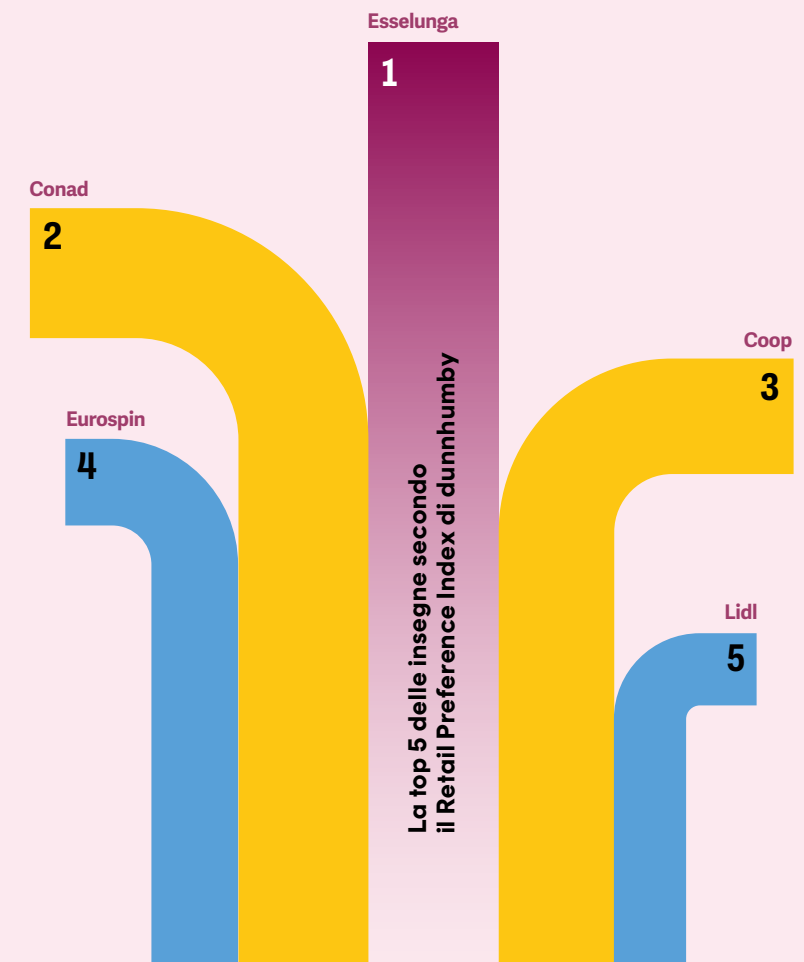 Esselunga
1
Conad
2
Coop
3
Eurospin
4
Lidl
5
La top 5 delle insegne secondo
il Retail Preference Index di dunnhumby